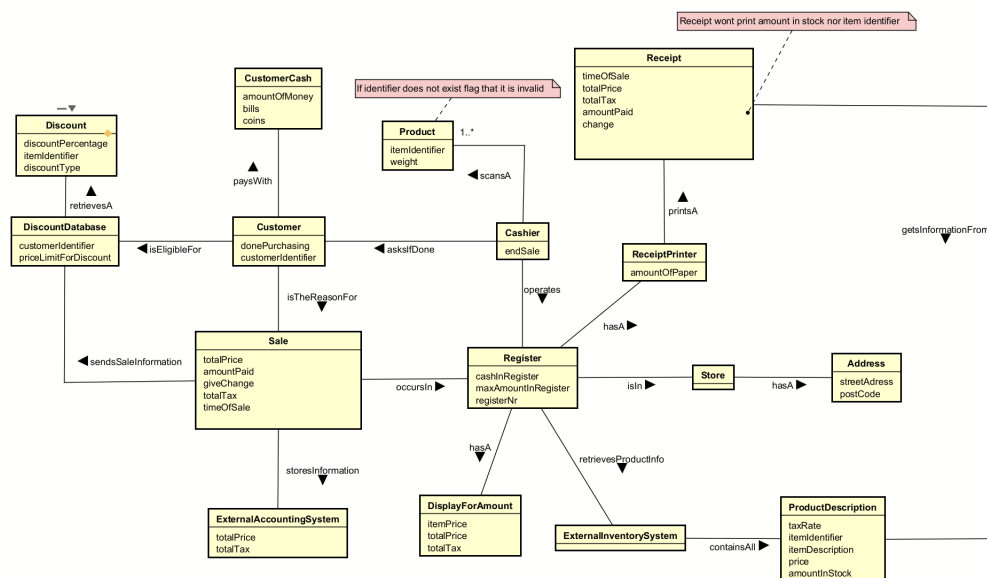 Receipt wont print amount in stock nor item identifier
Receipt
timeOfSale
totalPrice
totalTax
amountPaid
change
CustomerCash
amountOfMoney
bills
coins
If identifier does not exist flag that it is invalid
Product
itemIdentifier
weight
1..*
Discount
discountPercentage
itemIdentifier
discountType
paysWith
scansA
retrievesA
printsA
DiscountDatabase
customerIdentifier
priceLimitForDiscount
isEligibleFor
Customer
donePurchasing
customerIdentifier
asksIfDone
Cashier
endSale
getsInformationFrom
ReceiptPrinter
amountOfPaper
isTheReasonFor
operates
hasA
Sale
totalPrice
amountPaid
giveChange
totalTax
timeOfSale
sendsSaleInformation
occursIn
Register
cashInRegister
maxAmountInRegister
registerNr
isIn
Store
hasA
Address
streetAdress
postCode
hasA
retrievesProductInfo
storesInformation
ExternalAccountingSystem
totalPrice
totalTax
DisplayForAmount
itemPrice
totalPrice
totalTax
ExternalInventorySystem
containsAll
ProductDescription
taxRate
itemIdentifier
itemDescription
price
amountInStock